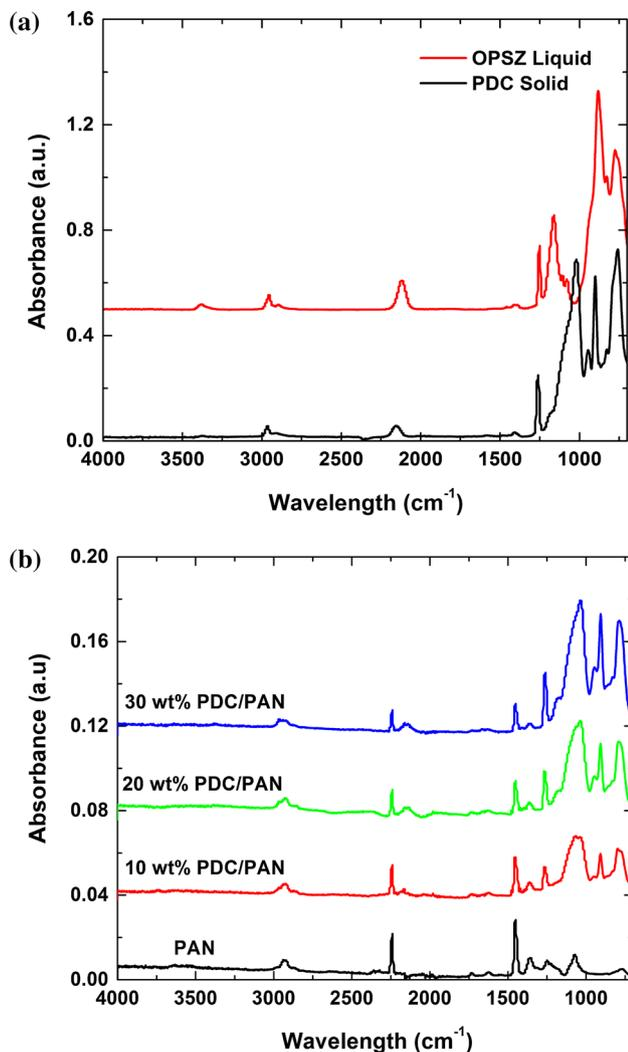 (a)
1.6
OPSZ Liquid
PDC Solid
1.2
0.8
0.4
0.0
Absorbance (a.u.)
4000 3500 3000 2500 2000 1500 1000
Wavelength (cm⁻¹)
(b)
0.20
0.16
30 wt% PDC/PAN
0.12
20 wt% PDC/PAN
0.08
10 wt% PDC/PAN
0.04
PAN
0.00
Absorbance (a.u)
4000 3500 3000 2500 2000 1500 1000
Wavelength (cm⁻¹)